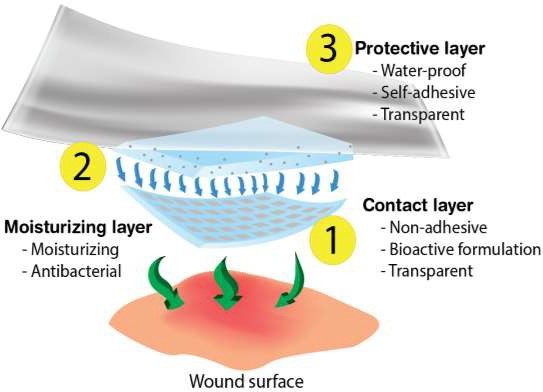 3
Protective layer
- Water-proof
- Self-adhesive
- Transparent
2
Moisturizing layer
- Moisturizing
- Antibacterial
1
Contact layer
- Non-adhesive
- Bioactive formulation
- Transparent
Wound surface